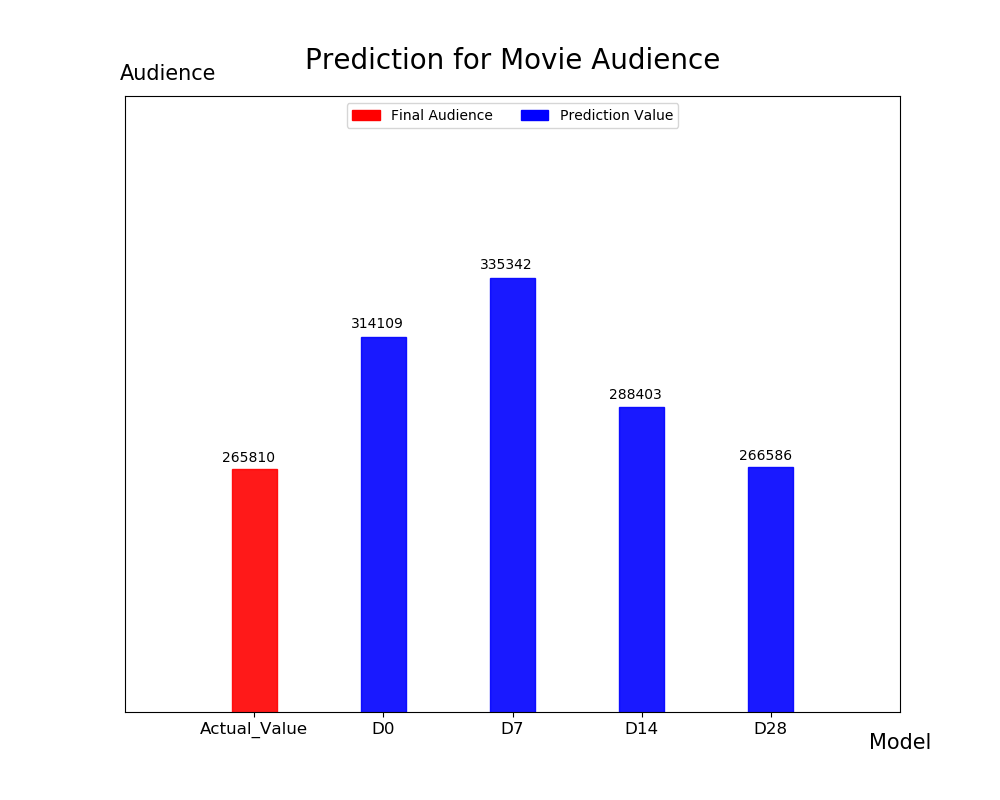 Prediction for Movie Audience
Audience
Final Audience Prediction Value
335342
314109
288403
265810
266586
Actual_Value D0 D7 D14 D28
Model